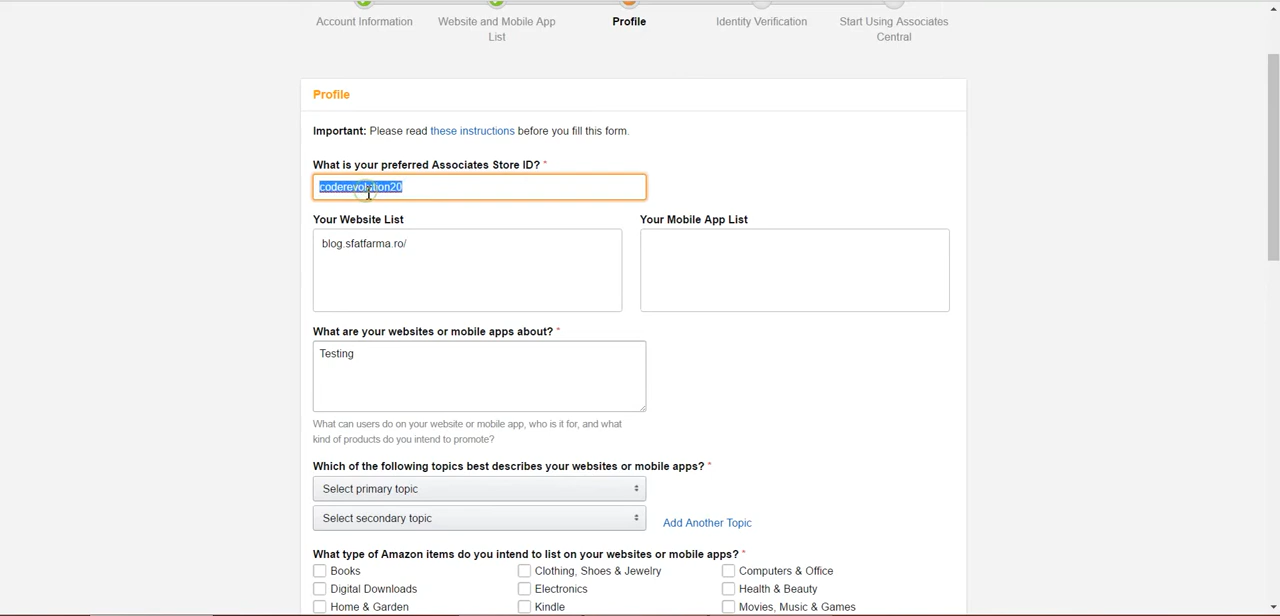 Account Information
Website and Mobile App
List
Profile
Identity Verification
Start Using Associates
Central
Profile
Important: Please read these instructions before you fill this form.
What is your preferred Associates Store ID? *
coderevolution20
Your Website List
Your Mobile App List
blog.sfatfarma.ro/
What are your websites or mobile apps about? *
Testing
What can users do on your website or mobile app, who is it for, and what
kind of products do you intend to promote?
Which of the following topics best describes your websites or mobile apps? *
Select primary topic
Select secondary topic
Add Another Topic
What type of Amazon items do you intend to list on your websites or mobile apps? *
Books
Clothing, Shoes & Jewelry
Computers & Office
Digital Downloads
Electronics
Health & Beauty
Home & Garden
Kindle
Movies, Music & Games